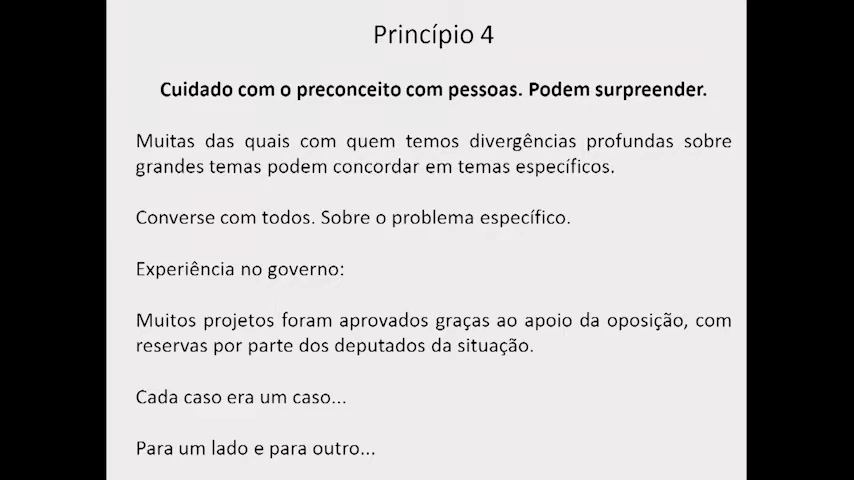 Princípio 4
Cuidado com o preconceito com pessoas. Podem surpreender.
Muitas das quais com quem temos divergências profundas sobre
grandes temas podem concordar em temas específicos.
Converse com todos. Sobre o problema específico.
Experiência no governo:
Muitos projetos foram aprovados graças ao apoio da oposição, com
reservas por parte dos deputados da situação.
Cada caso era um caso...
Para um lado e para outro...